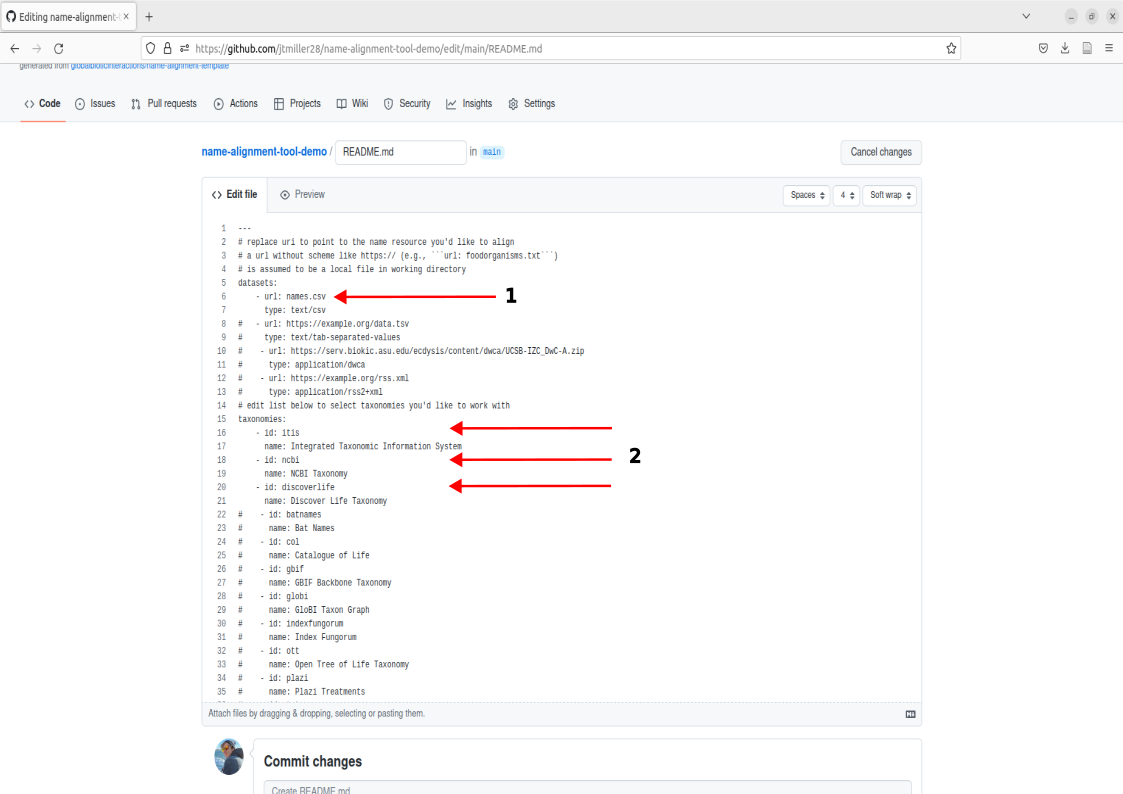 Editing name-alignment-t
https://github.com/jtmiller28/name-alignment-tool-demo/edit/main/README.md
generated from globalbioticinteractions/name-alignment-template
Code Issues Pull requests Actions Projects Wiki Security Insights Settings
name-alignment-tool-demo / README.md in main Cancel changes
Edit file Preview Spaces 4 Soft wrap
1 ---
2 # replace uri to point to the name resource you'd like to align
3 # a url without scheme like https:// (e.g., ```url: foodorganisms.txt```)
4 # is assumed to be a local file in working directory
5 datasets:
6 - url: names.csv 1
7 type: text/csv
8 # - url: https://example.org/data.tsv
9 # type: text/tab-separated-values
10 # - url: https://serv.biokic.asu.edu/ecdysis/content/dwca/UCSB-IZC_DwC-A.zip
11 # type: application/dwca
12 # - url: https://example.org/rss.xml
13 # type: application/rss2+xml
14 # edit list below to select taxonomies you'd like to work with
15 taxonomies:
16 - id: itis
17 name: Integrated Taxonomic Information System
18 - id: ncbi 2
19 name: NCBI Taxonomy
20 - id: discoverlife
21 name: Discover Life Taxonomy
22 # - id: batnames
23 # name: Bat Names
24 # - id: col
25 # name: Catalogue of Life
26 # - id: gbif
27 # name: GBIF Backbone Taxonomy
28 # - id: globi
29 # name: GloBI Taxon Graph
30 # - id: indexfungorum
31 # name: Index Fungorum
32 # - id: ott
33 # name: Open Tree of Life Taxonomy
34 # - id: plazi
35 # name: Plazi Treatments
Attach files by dragging & dropping, selecting or pasting them.
Commit changes
Create README.md